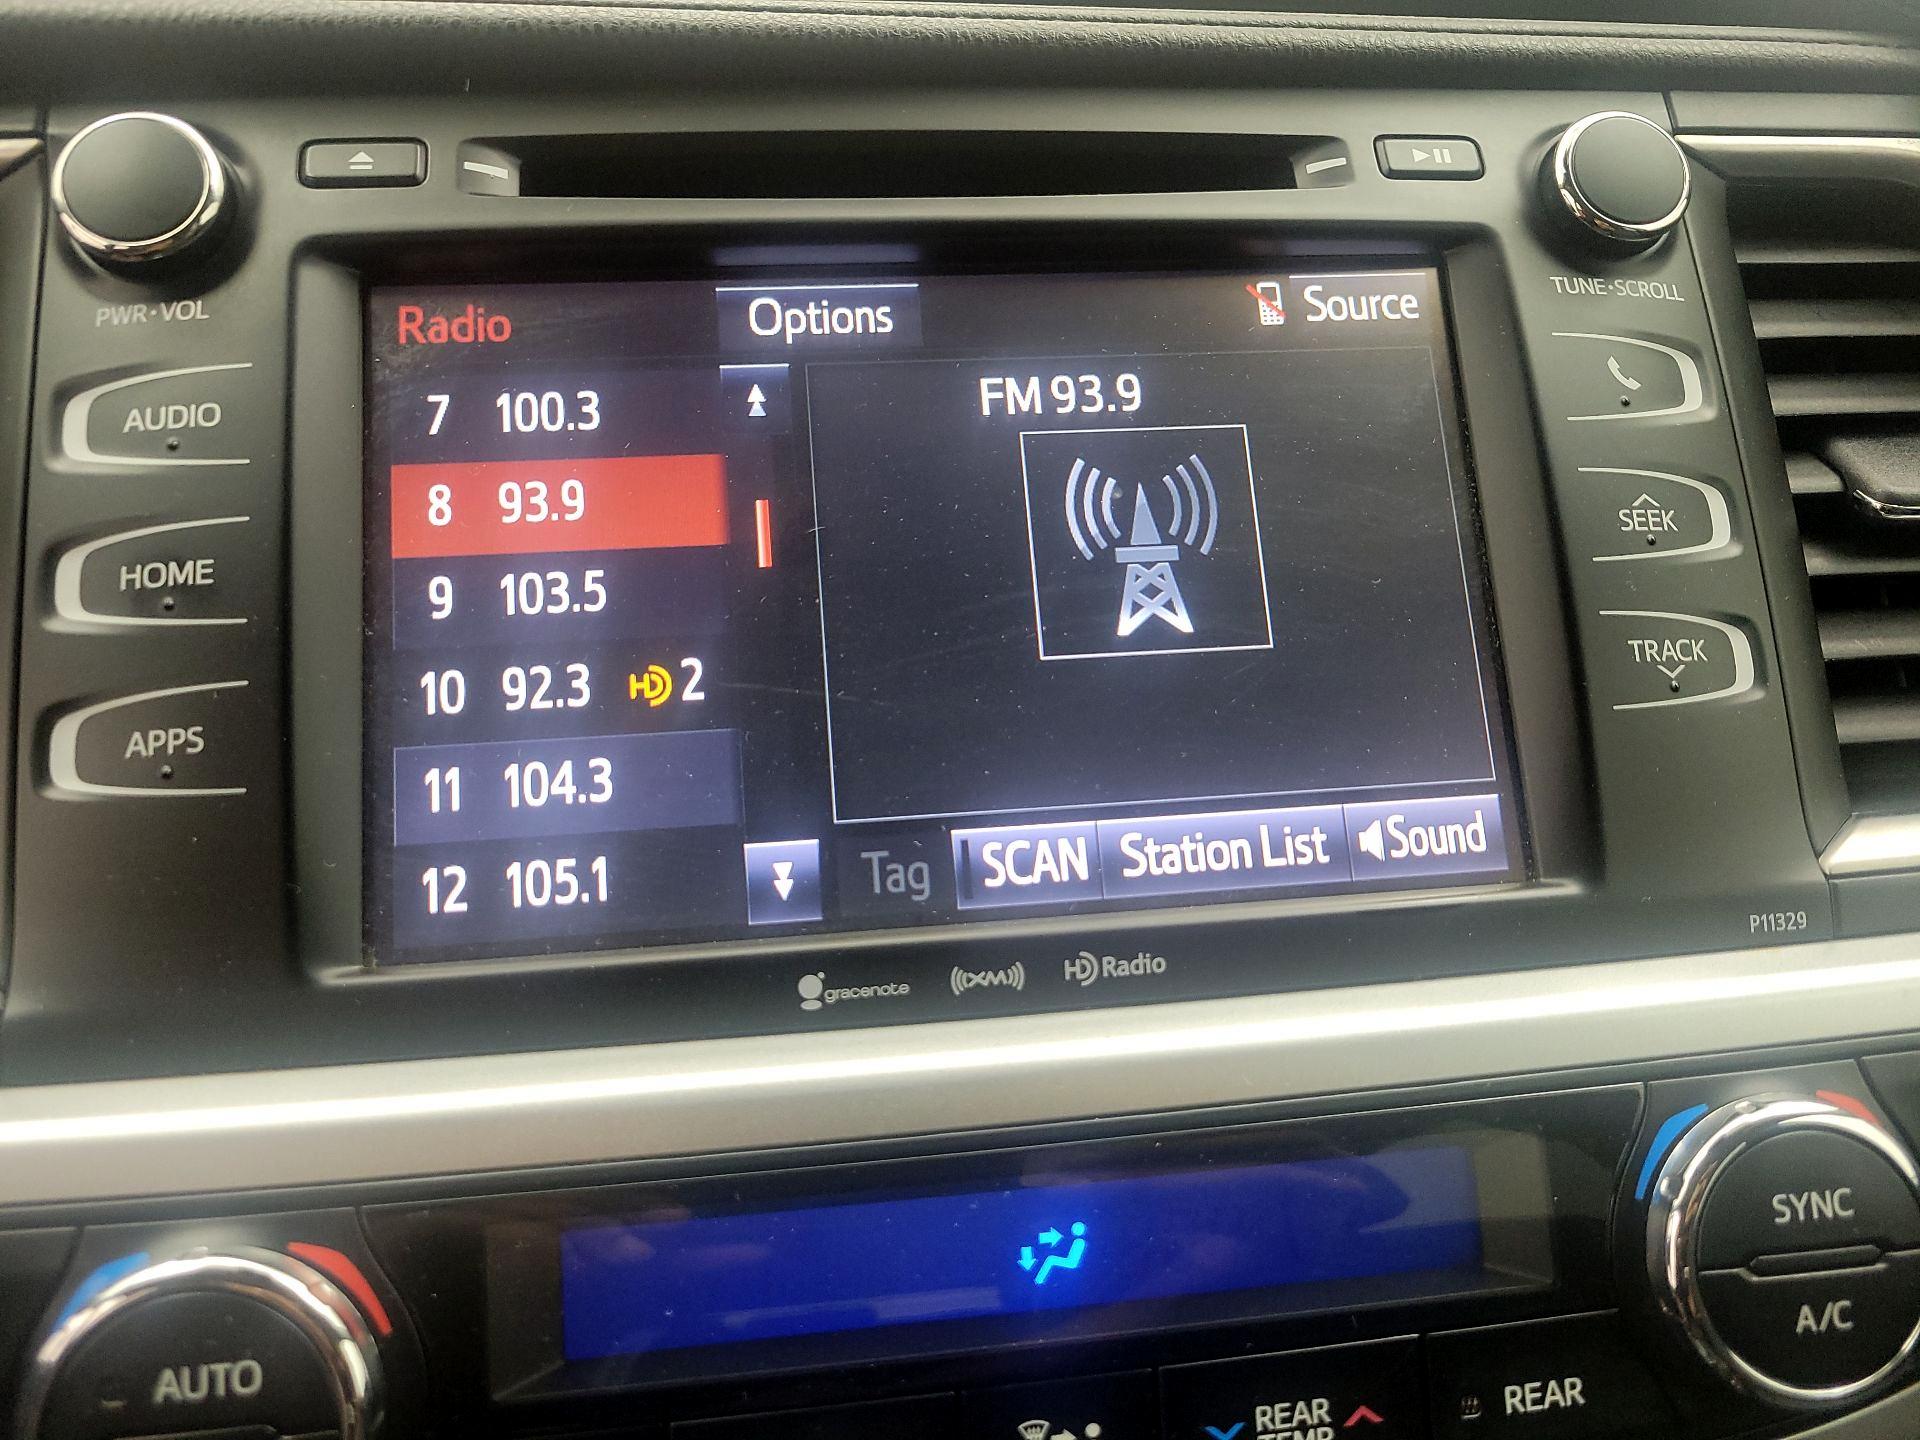 PWR·VOL
TUNE·SCROLL
AUDIO
HOME
APPS
SEEK
TRACK
Radio
Options
Source
7 100.3
8 93.9
9 103.5
10 92.3 HD 2
11 104.3
12 105.1
FM 93.9
Tag
SCAN
Station List
Sound
P11329
gracenote
((XM))
HD Radio
AUTO
SYNC
A/C
REAR
TEMP
REAR